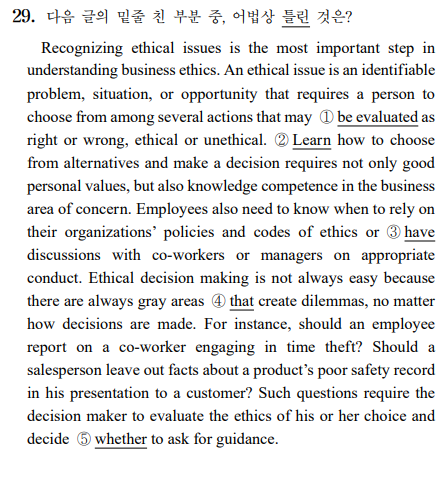 29. 다음 글의 밑줄 친 부분 중, 어법상 틀린 것은?
Recognizing ethical issues is the most important step in
understanding business ethics. An ethical issue is an identifiable
problem, situation, or opportunity that requires a person to
choose from among several actions that may ① be evaluated as
right or wrong, ethical or unethical. ② Learn how to choose
from alternatives and make a decision requires not only good
personal values, but also knowledge competence in the business
area of concern. Employees also need to know when to rely on
their organizations’ policies and codes of ethics or ③ have
discussions with co-workers or managers on appropriate
conduct. Ethical decision making is not always easy because
there are always gray areas ④ that create dilemmas, no matter
how decisions are made. For instance, should an employee
report on a co-worker engaging in time theft? Should a
salesperson leave out facts about a product’s poor safety record
in his presentation to a customer? Such questions require the
decision maker to evaluate the ethics of his or her choice and
decide ⑤ whether to ask for guidance.